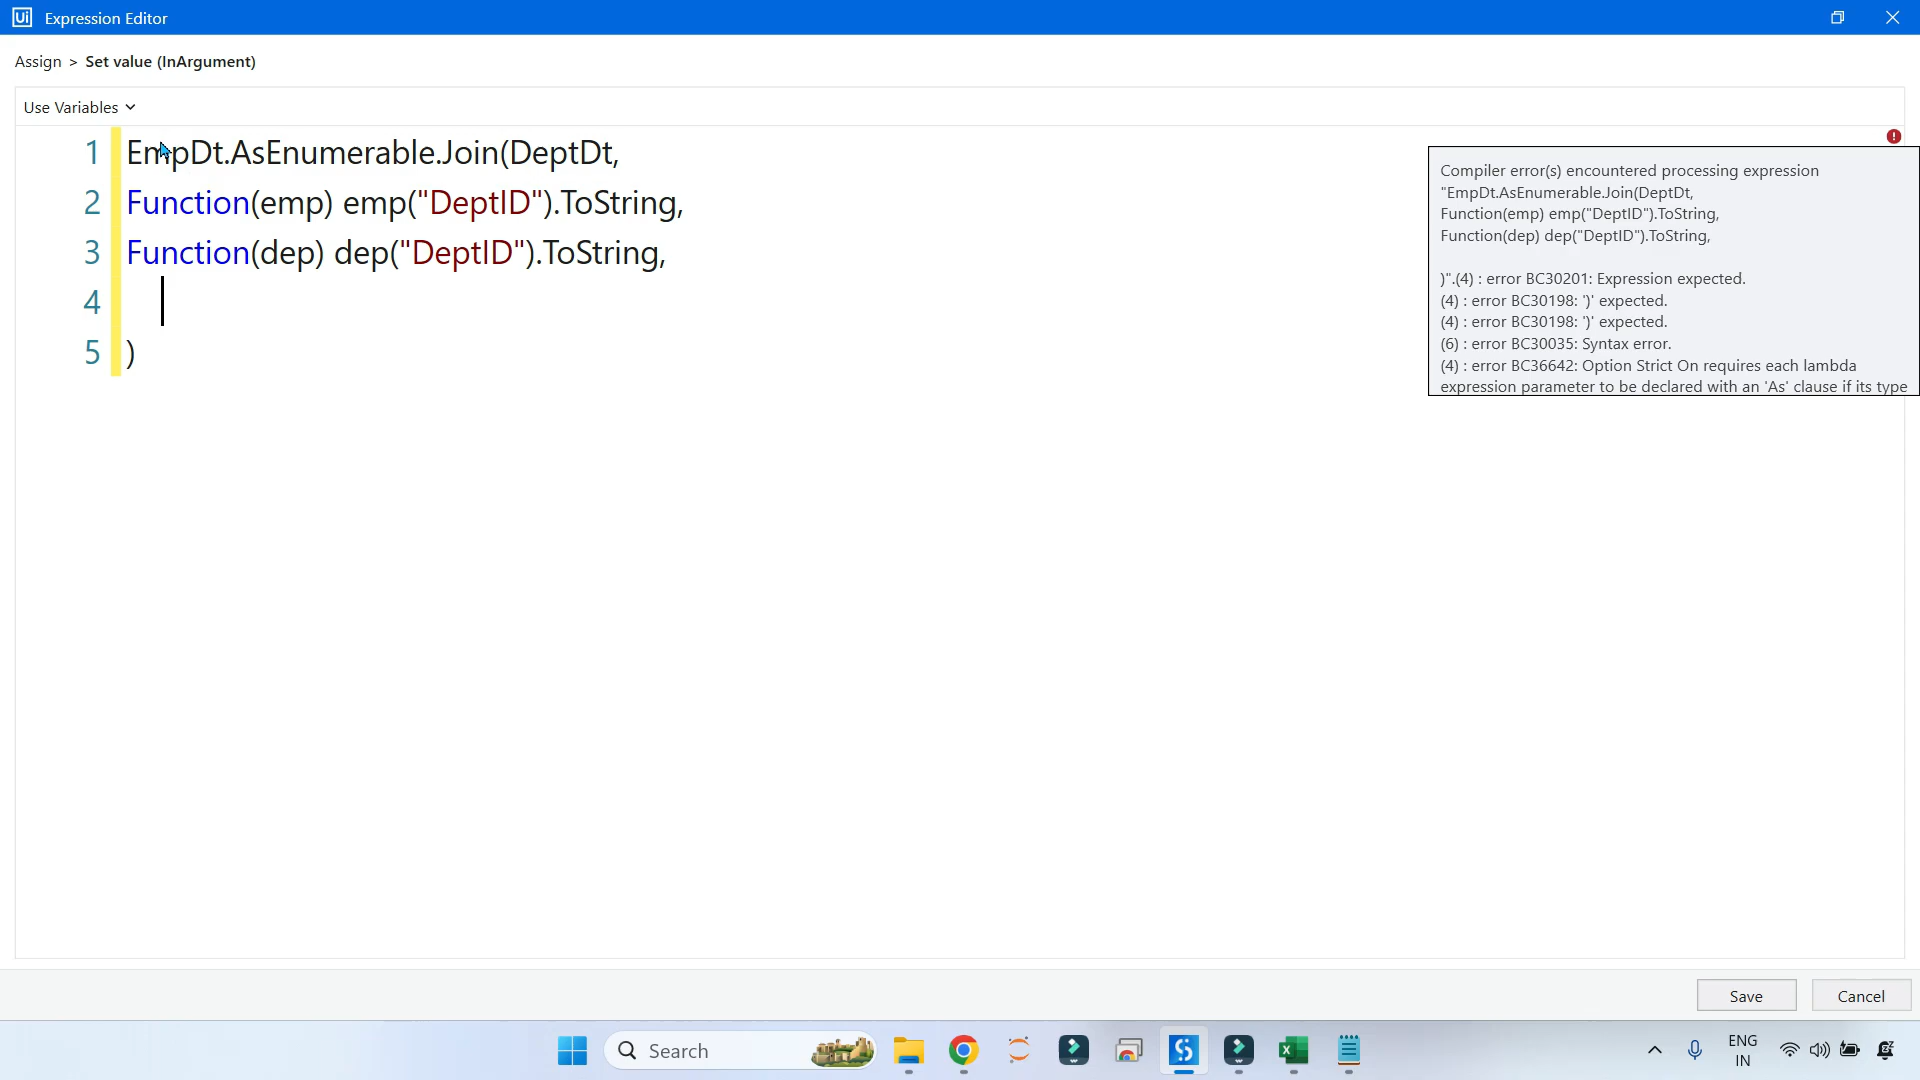 Ui Expression Editor
Assign > Set value (InArgument)
Use Variables
1 EmpDt.AsEnumerable.Join(DeptDt,
2 Function(emp) emp("DeptID").ToString,
3 Function(dep) dep("DeptID").ToString,
4
5 )
Compiler error(s) encountered processing expression
"EmpDt.AsEnumerable.Join(DeptDt,
Function(emp) emp("DeptID").ToString,
Function(dep) dep("DeptID").ToString,
)".(4) : error BC30201: Expression expected.
(4) : error BC30198: ')' expected.
(4) : error BC30198: ')' expected.
(6) : error BC30035: Syntax error.
(4) : error BC36642: Option Strict On requires each lambda
expression parameter to be declared with an 'As' clause if its type
Save Cancel
Search
ENG
IN